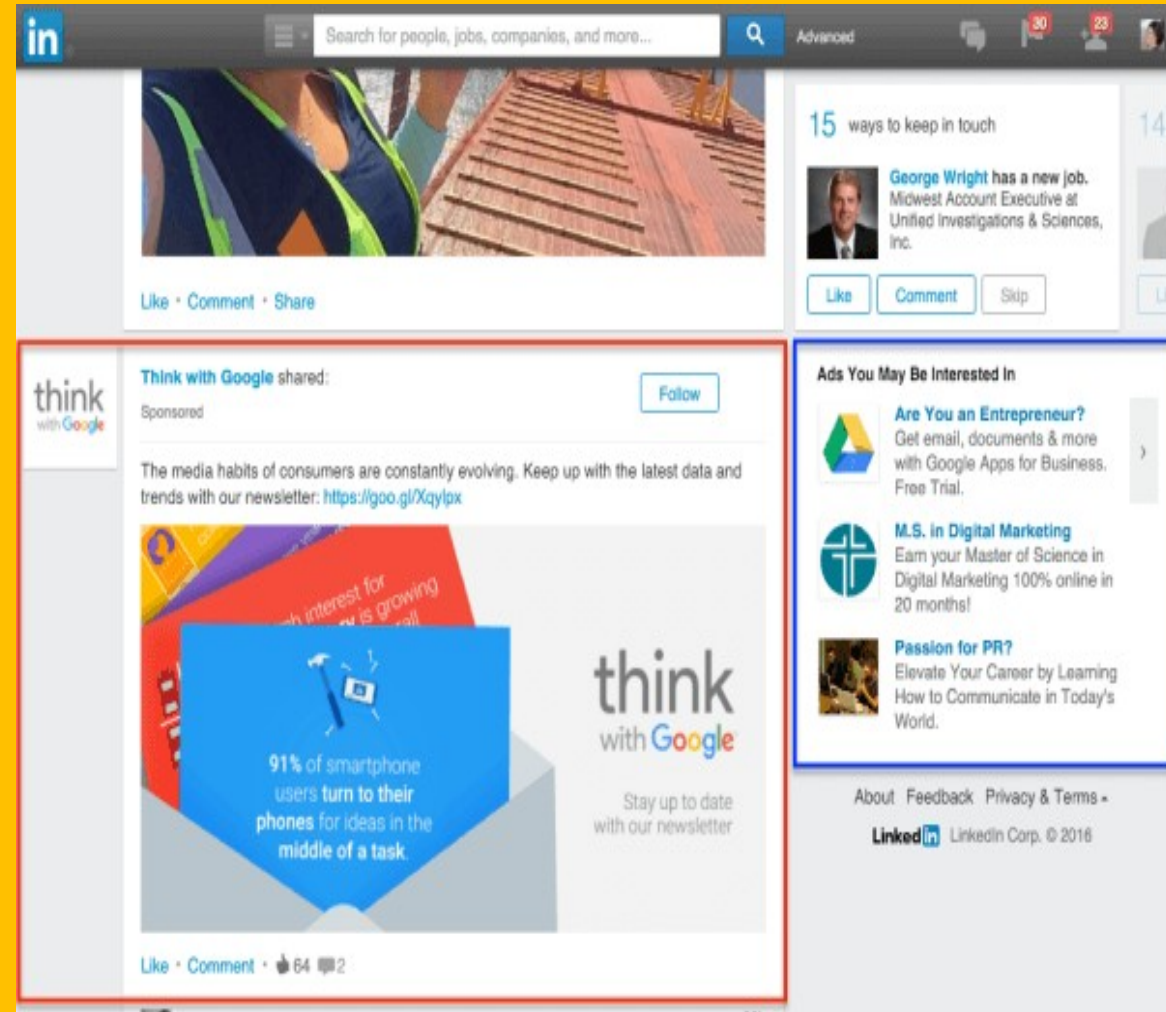 in
Search for people, jobs, companies, and more...
Advanced
30
23
15 ways to keep in touch
14
George Wright has a new job.
Midwest Account Executive at
Unified Investigations & Sciences,
Inc.
Like
Comment
Skip
Like • Comment • Share
think
with Google
Think with Google shared:
Sponsored
Follow
The media habits of consumers are constantly evolving. Keep up with the latest data and
trends with our newsletter: https://goo.gl/Xqylpx
interest for
is growing
91% of smartphone
users turn to their
phones for ideas in the
middle of a task.
think
with Google
Stay up to date
with our newsletter
Like • Comment • 64 2
Ads You May Be Interested In
Are You an Entrepreneur?
Get email, documents & more
with Google Apps for Business.
Free Trial.
M.S. in Digital Marketing
Earn your Master of Science in
Digital Marketing 100% online in
20 months!
Passion for PR?
Elevate Your Career by Learning
How to Communicate in Today's
World.
About Feedback Privacy & Terms
Linked in LinkedIn Corp. © 2016